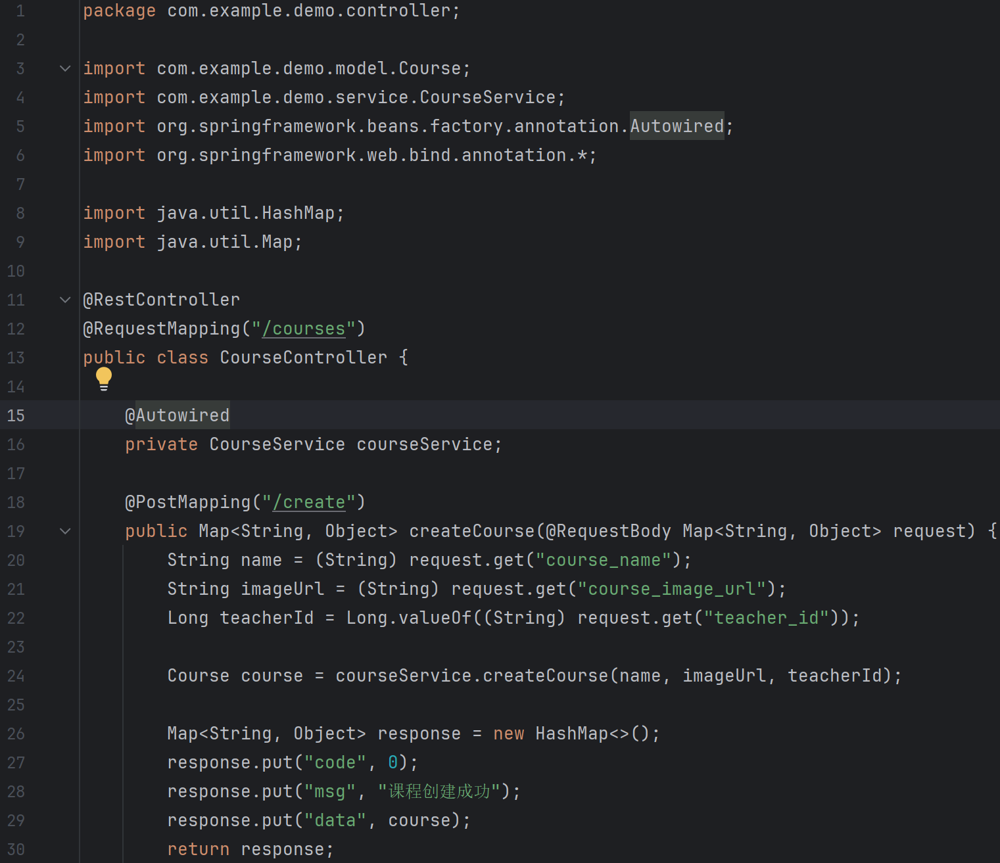 1 package com.example.demo.controller;
2
3 import com.example.demo.model.Course;
4 import com.example.demo.service.CourseService;
5 import org.springframework.beans.factory.annotation.Autowired;
6 import org.springframework.web.bind.annotation.*;
7
8 import java.util.HashMap;
9 import java.util.Map;
10
11 @RestController
12 @RequestMapping("/courses")
13 public class CourseController {
14
15     @Autowired
16     private CourseService courseService;
17
18     @PostMapping("/create")
19     public Map<String, Object> createCourse(@RequestBody Map<String, Object> request) {
20         String name = (String) request.get("course_name");
21         String imageUrl = (String) request.get("course_image_url");
22         Long teacherId = Long.valueOf((String) request.get("teacher_id"));
23
24         Course course = courseService.createCourse(name, imageUrl, teacherId);
25
26         Map<String, Object> response = new HashMap<>();
27         response.put("code", 0);
28         response.put("msg", "课程创建成功");
29         response.put("data", course);
30         return response;